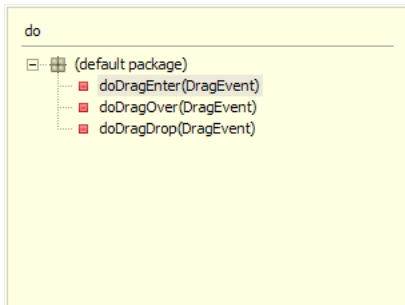 do
(default package)
doDragEnter(DragEvent)
doDragOver(DragEvent)
doDragDrop(DragEvent)